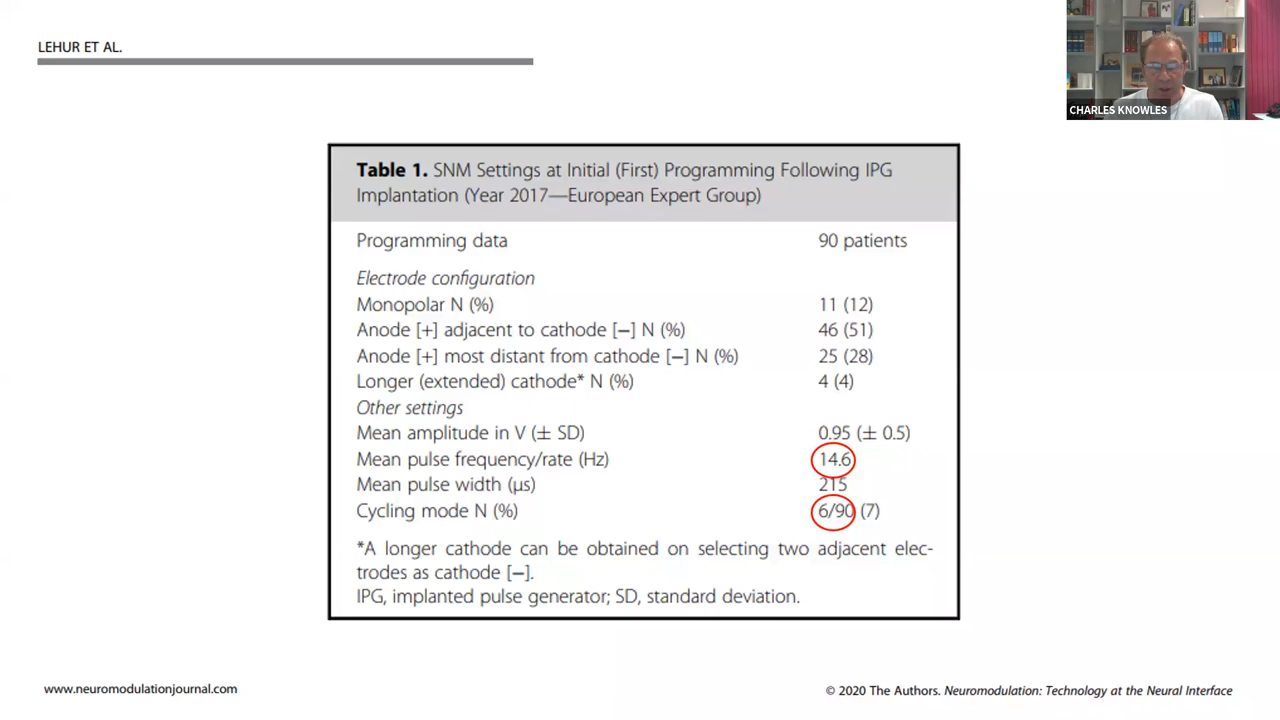 LEHUR ET AL.
CHARLES KNOWLES
Table 1. SNM Settings at Initial (First) Programming Following IPG
Implantation (Year 2017—European Expert Group)
Programming data 90 patients
Electrode configuration
Monopolar N (%) 11 (12)
Anode [+] adjacent to cathode [−] N (%) 46 (51)
Anode [+] most distant from cathode [−] N (%) 25 (28)
Longer (extended) cathode* N (%) 4 (4)
Other settings
Mean amplitude in V (± SD) 0.95 (± 0.5)
Mean pulse frequency/rate (Hz) 14.6
Mean pulse width (μs) 215
Cycling mode N (%) 6/90 (7)
*A longer cathode can be obtained on selecting two adjacent elec-
trodes as cathode [−].
IPG, implanted pulse generator; SD, standard deviation.
www.neuromodulationjournal.com © 2020 The Authors. Neuromodulation: Technology at the Neural Interface